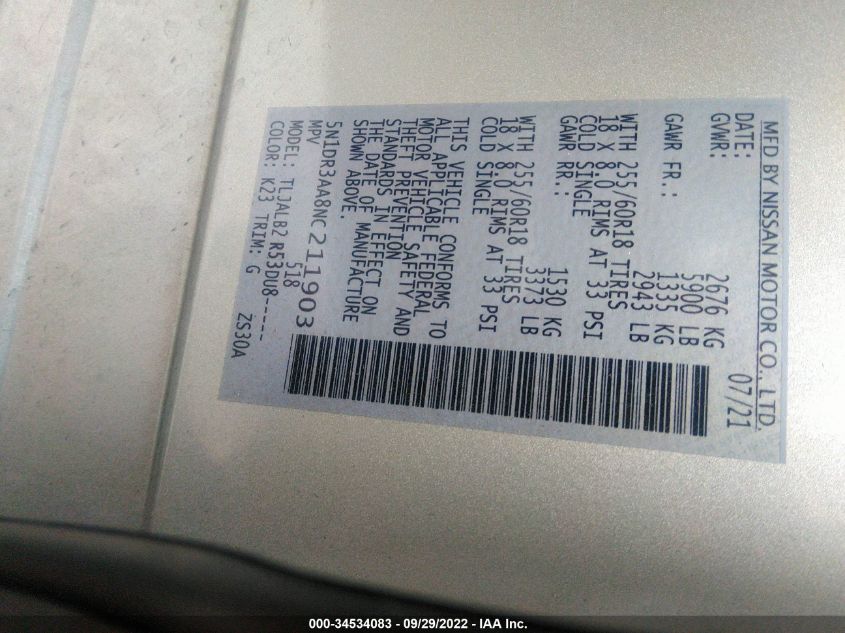 MFD BY NISSAN MOTOR CO., LTD.
DATE: 07/21
GVWR: 2676 KG
5900 LB
GAWR FR.: 1335 KG
2943 LB
WITH 255/60R18 TIRES
18 X 8.0 RIMS AT 33 PSI
COLD SINGLE
GAWR RR.: 1530 KG
3373 LB
WITH 255/60R18 TIRES
18 X 8.0 RIMS AT 33 PSI
COLD SINGLE
THIS VEHICLE CONFORMS TO
ALL APPLICABLE FEDERAL
MOTOR VEHICLE SAFETY AND
THEFT PREVENTION
STANDARDS IN EFFECT ON
THE DATE OF MANUFACTURE
SHOWN ABOVE.
5N1DR3AA8NC211903
MPV 518
MODEL: TLJALB2 R53DU8-----
COLOR: K23 TRIM: G ZS30A
000-34534083 - 09/29/2022 - IAA Inc.